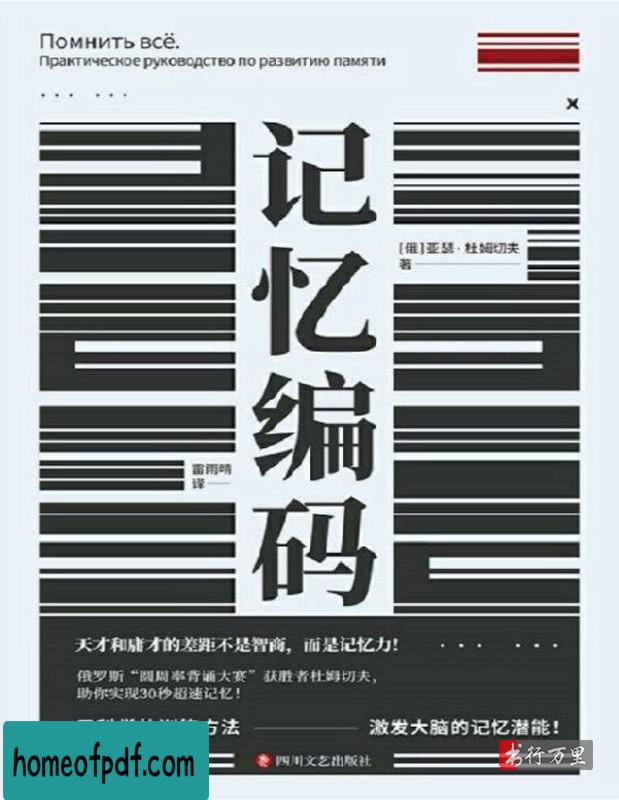 Помнить всё.
Практическое руководство по развитию памяти
记忆编码
[俄]亚瑟·杜姆切夫
著
雷雨晴
译
天才和庸才的差距不是智商，而是记忆力！
俄罗斯“圆周率背诵大赛”获胜者杜姆切夫，
助你实现30秒超速记忆！
方法 激发大脑的记忆潜能！
四川文艺出版社
书行万里
homeofpdf.com